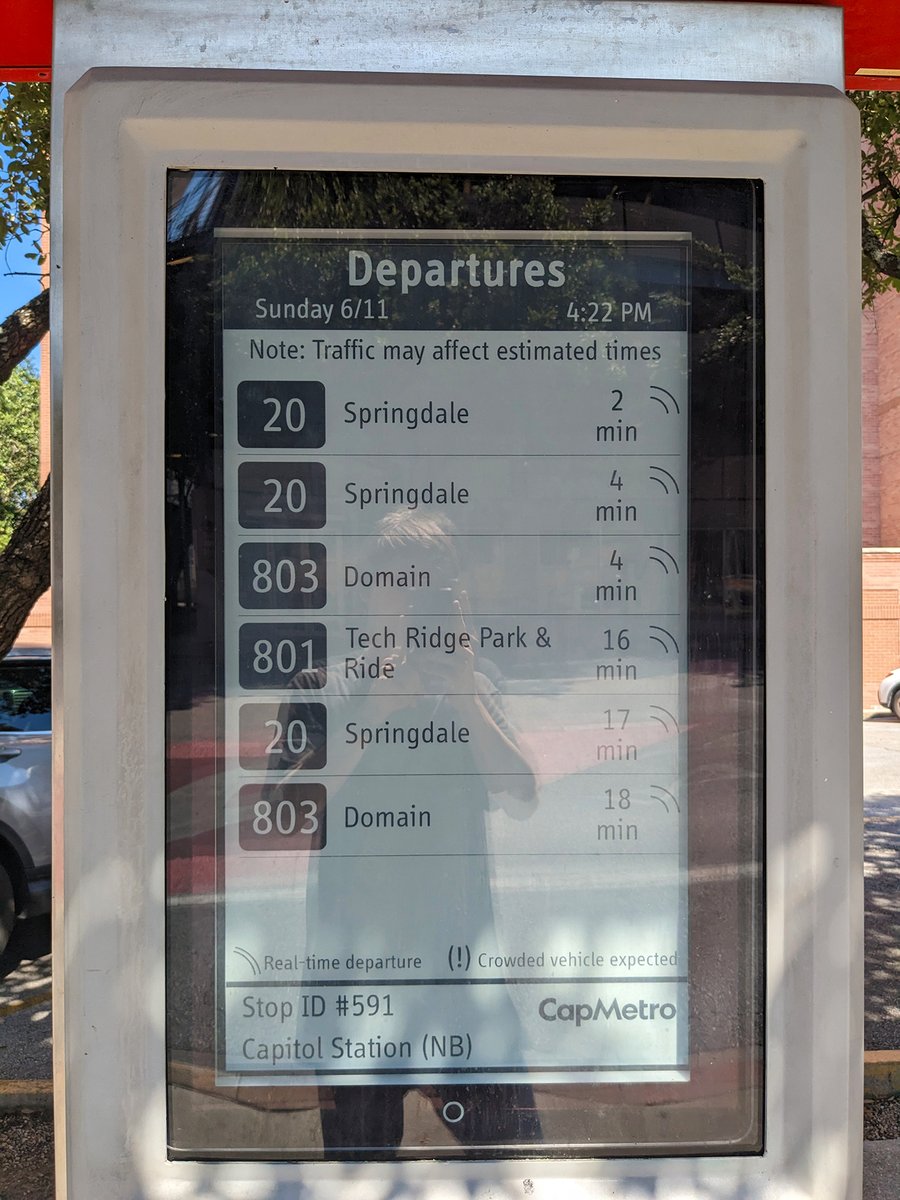 Departures
Sunday 6/11 4:22 PM
Note: Traffic may affect estimated times
20 Springdale 2 min
20 Springdale 4 min
803 Domain 4 min
801 Tech Ridge Park & Ride 16 min
20 Springdale 17 min
803 Domain 18 min
Real-time departure (!) Crowded vehicle expected
Stop ID #591 CapMetro
Capitol Station (NB)